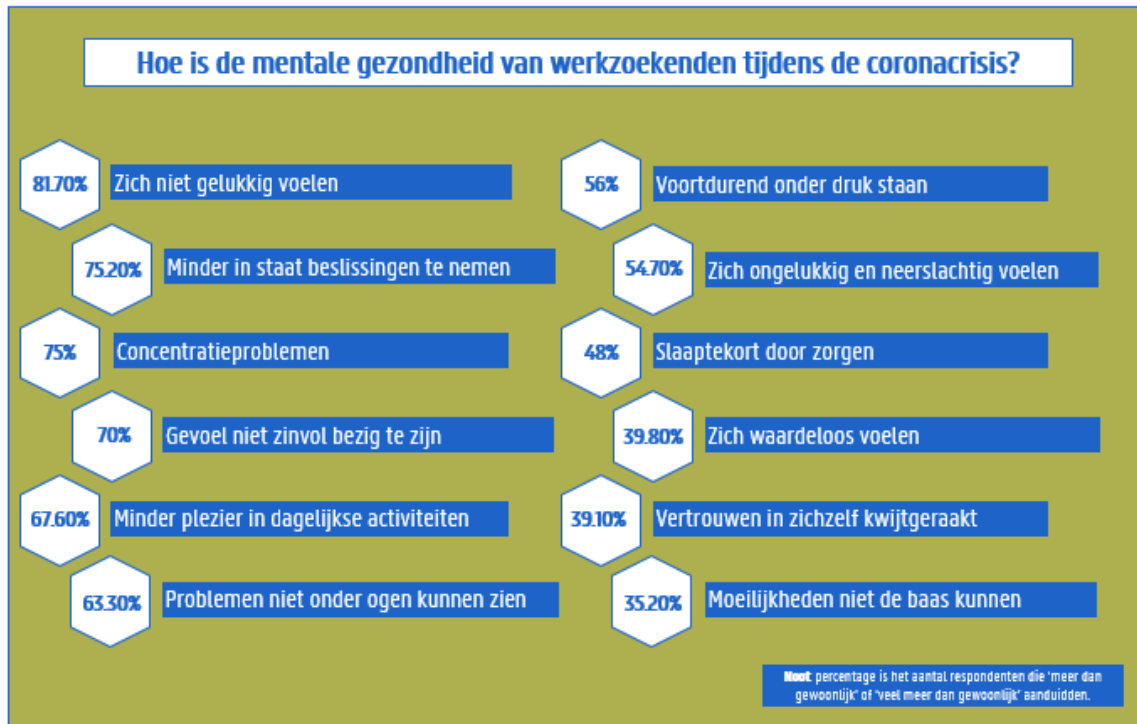 Hoe is de mentale gezondheid van werkzoekenden tijdens de coronacrisis?
81.70% Zich niet gelukkig voelen
75.20% Minder in staat beslissingen te nemen
75% Concentratieproblemen
70% Gevoel niet zinvol bezig te zijn
67.60% Minder plezier in dagelijkse activiteiten
63.30% Problemen niet onder ogen kunnen zien
56% Voortdurend onder druk staan
54.70% Zich ongelukkig en neerslachtig voelen
48% Slaaptekort door zorgen
39.80% Zich waardeloos voelen
39.10% Vertrouwen in zichzelf kwijtgeraakt
35.20% Moeilijkheden niet de baas kunnen
Noot: percentage is het aantal respondenten die 'meer dan
gewoonlijk' of 'veel meer dan gewoonlijk' aanduidden.